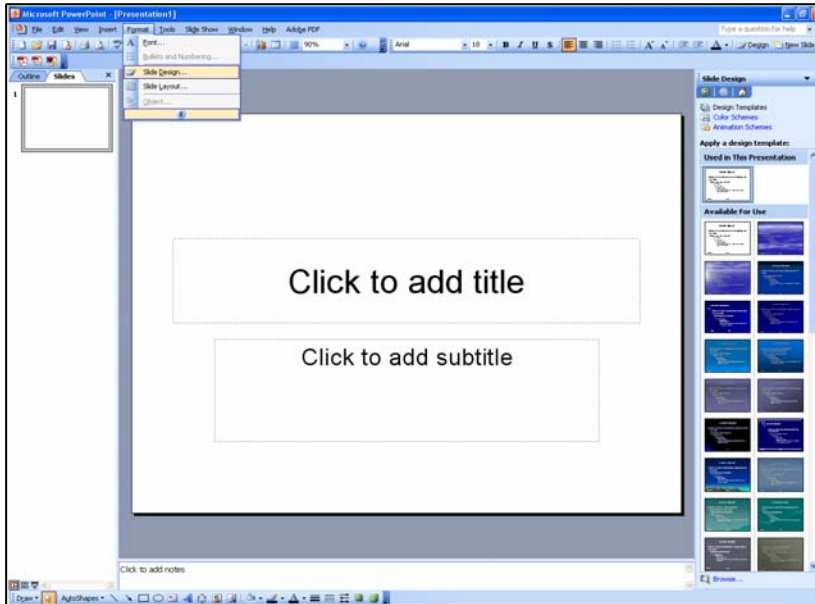 Microsoft PowerPoint - [Presentation1]
File Edit View Insert Format Tools Slide Show Window Help Adobe PDF
Type a question for help
90% Arial 18 B I U S A A A Design New Slide
Font...
Bullets and Numbering...
Slide Design...
Slide Layout...
Object...
Outline Slides x
1
Click to add title
Click to add subtitle
Click to add notes
Slide Design
Design Templates
Color Schemes
Animation Schemes
Apply a design template:
Used in This Presentation
Available For Use
Browse...
Draw AutoShapes